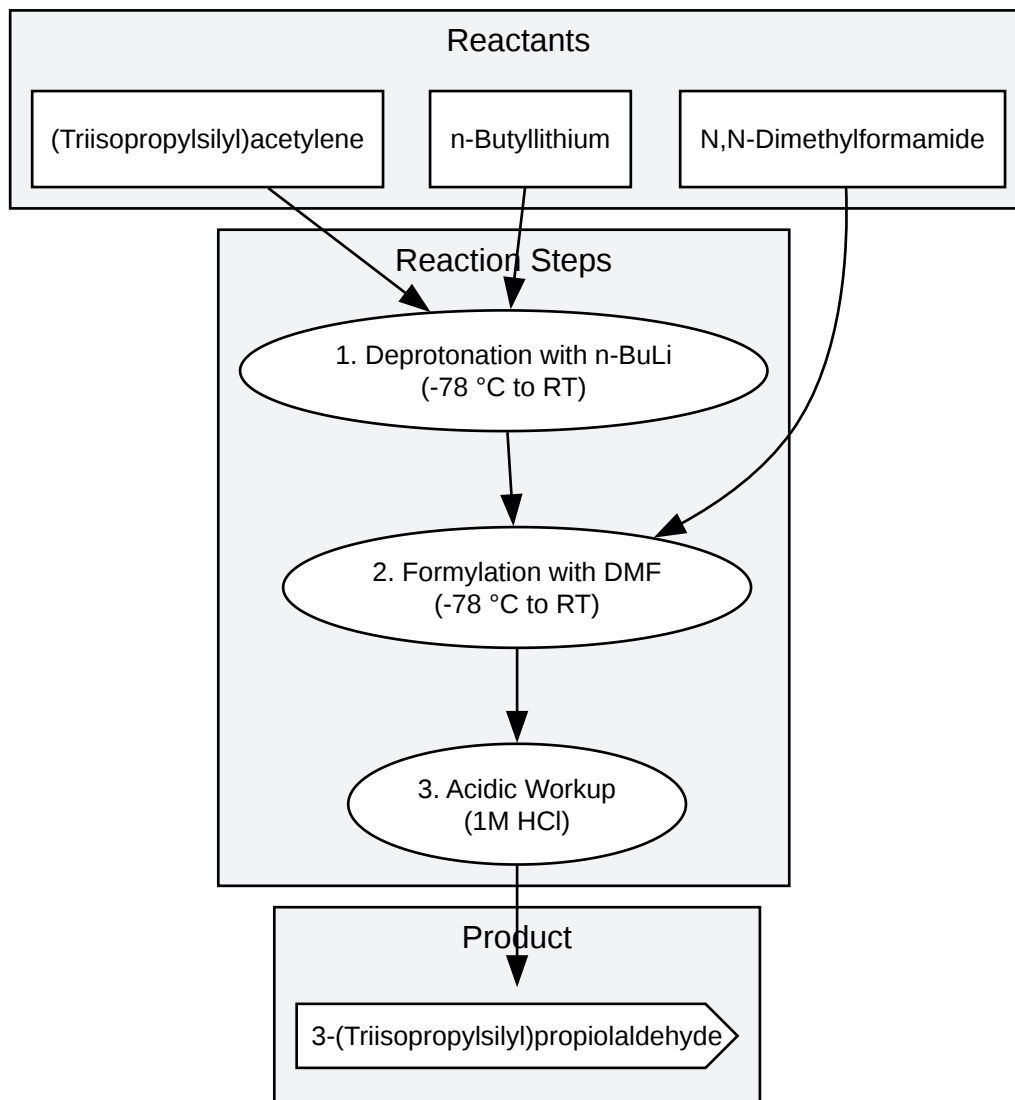 Reactants
(Triisopropylsilyl)acetylene
n-Butyllithium
N,N-Dimethylformamide
Reaction Steps
1. Deprotonation with n-BuLi
(-78 °C to RT)
2. Formylation with DMF
(-78 °C to RT)
3. Acidic Workup
(1M HCl)
Product
3-(Triisopropylsilyl)propiolaldehyde